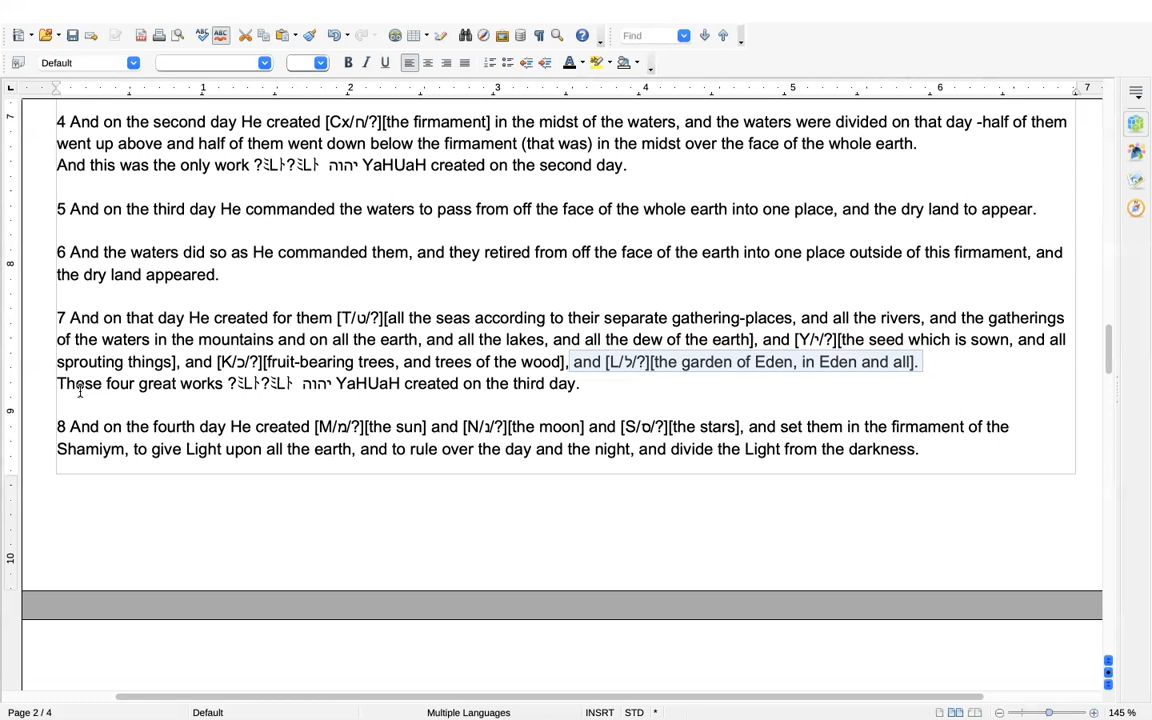 Default
Find
1 2 3 4 5 6 7
4 And on the second day He created [Cx/ח/?][the firmament] in the midst of the waters, and the waters were divided on that day -half of them
went up above and half of them went down below the firmament (that was) in the midst over the face of the whole earth.
And this was the only work יהוה YaHUaH created on the second day.
5 And on the third day He commanded the waters to pass from off the face of the whole earth into one place, and the dry land to appear.
6 And the waters did so as He commanded them, and they retired from off the face of the earth into one place outside of this firmament, and
the dry land appeared.
7 And on that day He created for them [T/ט/?][all the seas according to their separate gathering-places, and all the rivers, and the gatherings
of the waters in the mountains and on all the earth, and all the lakes, and all the dew of the earth], and [Y/י/?][the seed which is sown, and all
sprouting things], and [K/כ/?][fruit-bearing trees, and trees of the wood], and [L/ל/?][the garden of Eden, in Eden and all].
These four great works יהוה YaHUaH created on the third day.
8 And on the fourth day He created [M/מ/?][the sun] and [N/נ/?][the moon] and [S/ס/?][the stars], and set them in the firmament of the
Shamiym, to give Light upon all the earth, and to rule over the day and the night, and divide the Light from the darkness.
7
8
9
10
Page 2 / 4 Default Multiple Languages INSRT STD * 145 %